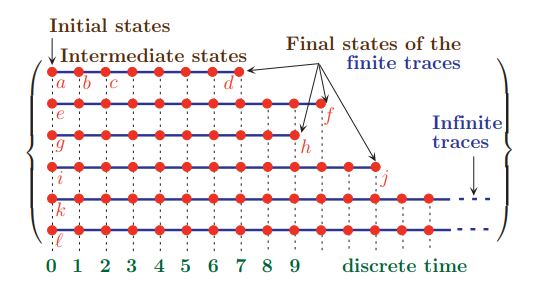 Initial states
Intermediate states
Final states of the
finite traces
a b c d
e f
g h
Infinite
traces
i j
k
ℓ
0 1 2 3 4 5 6 7 8 9 discrete time